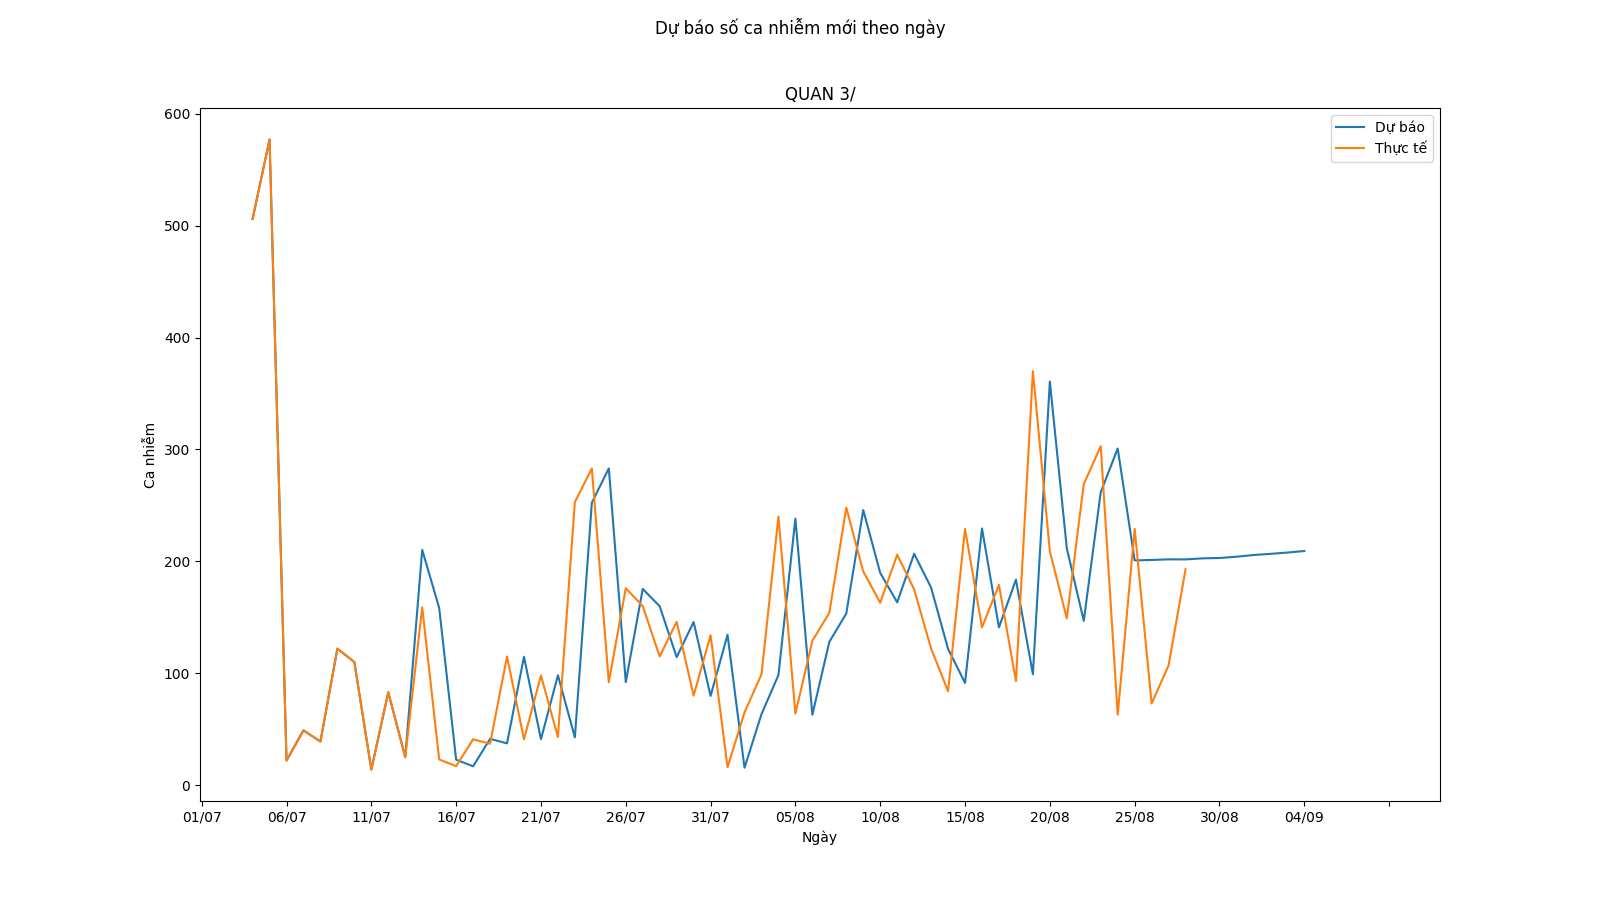 Dự báo số ca nhiễm mới theo ngày
QUAN 3/
600
500
400
300
200
100
0
Ca nhiễm
Dự báo
Thực tế
01/07 06/07 11/07 16/07 21/07 26/07 31/07 05/08 10/08 15/08 20/08 25/08 30/08 04/09
Ngày